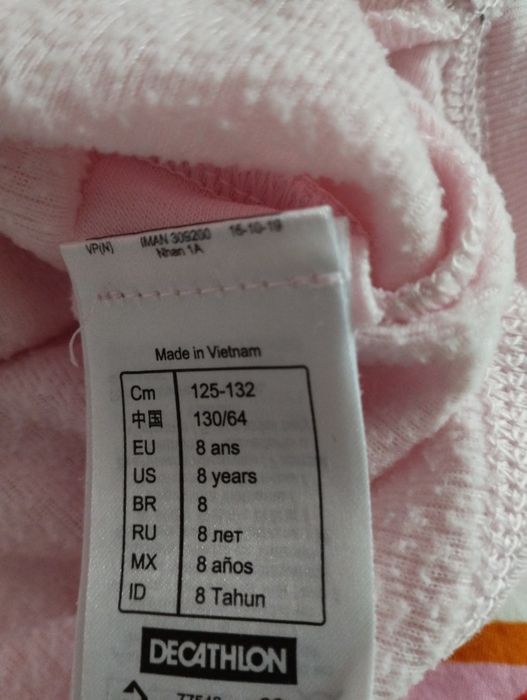 VP(N) IMAN 309200 16-10-19
Nhan 1A
Made in Vietnam
Cm 125-132
中国 130/64
EU 8 ans
US 8 years
BR 8
RU 8 лет
MX 8 años
ID 8 Tahun
DECATHLON